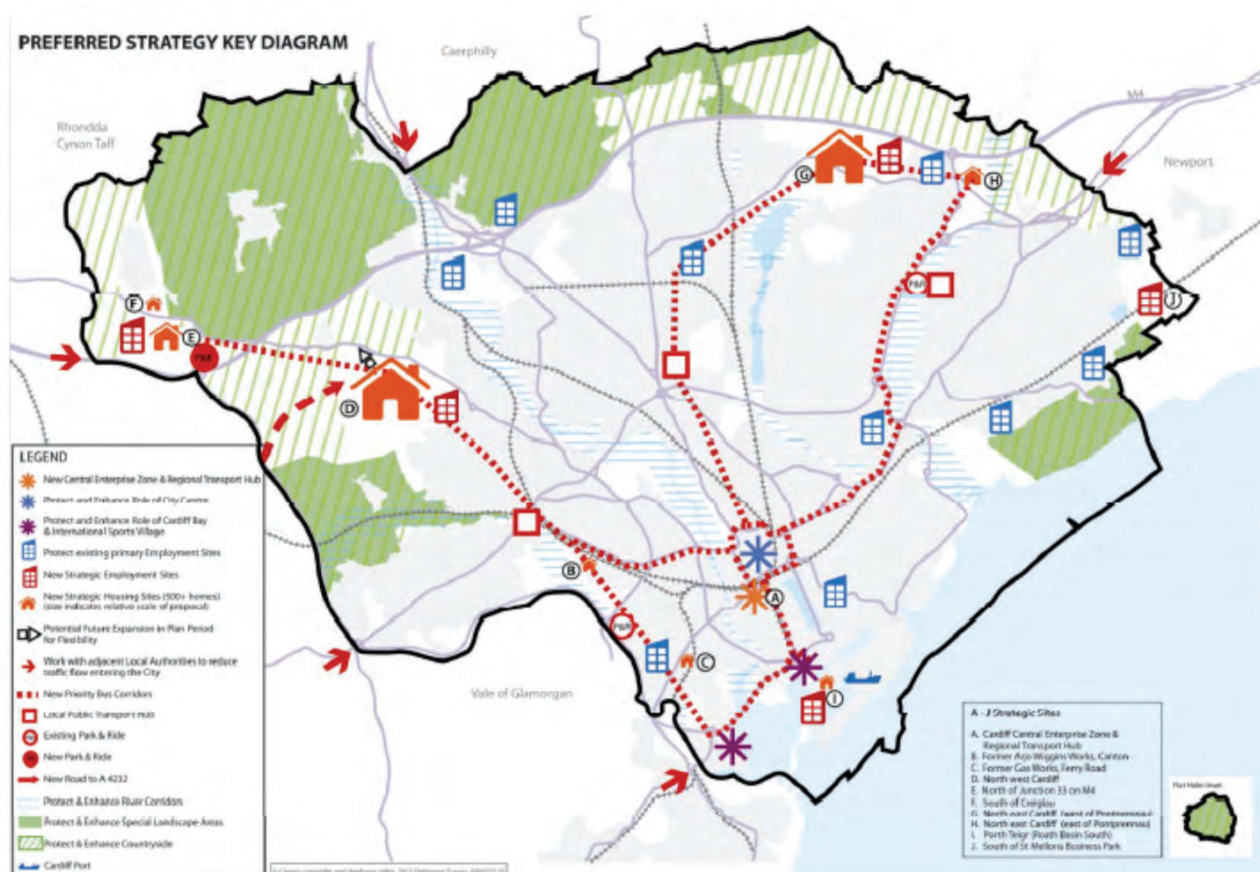 PREFERRED STRATEGY KEY DIAGRAM
Caerphilly
Rhondda
Cynon Taff
M4
Newport
G
H
P&R
J
F
E
P&R
D
B
A
P&R
C
I
Vale of Glamorgan
LEGEND
New Central Enterprise Zone & Regional Transport Hub
Protect and Enhance Role of City Centre
Protect and Enhance Role of Cardiff Bay
& International Sports Village
Protect existing primary Employment Sites
New Strategic Employment Sites
New Strategic Housing Sites (500+ homes)
(size indicates relative scale of proposal)
Potential Future Expansion in Plan Period
for Flexibility
Work with adjacent Local Authorities to reduce
traffic flow entering the City
New Priority Bus Corridors
Local Public Transport Hub
Existing Park & Ride
New Park & Ride
New Road to A 4232
Protect & Enhance River Corridors
Protect & Enhance Special Landscape Areas
Protect & Enhance Countryside
Cardiff Port
A - J Strategic Sites
A. Cardiff Central Enterprise Zone &
Regional Transport Hub
B. Former Arjo Wiggins Works, Canton
C. Former Gas Works, Ferry Road
D. North west Cardiff
E. North of Junction 33 on M4
F. South of Creigiau
G. North east Cardiff (west of Pontprennau)
H. North east Cardiff (east of Pontprennau)
I. Porth Teigr (Roath Basin South)
J. South of St Mellons Business Park
Flat Holm